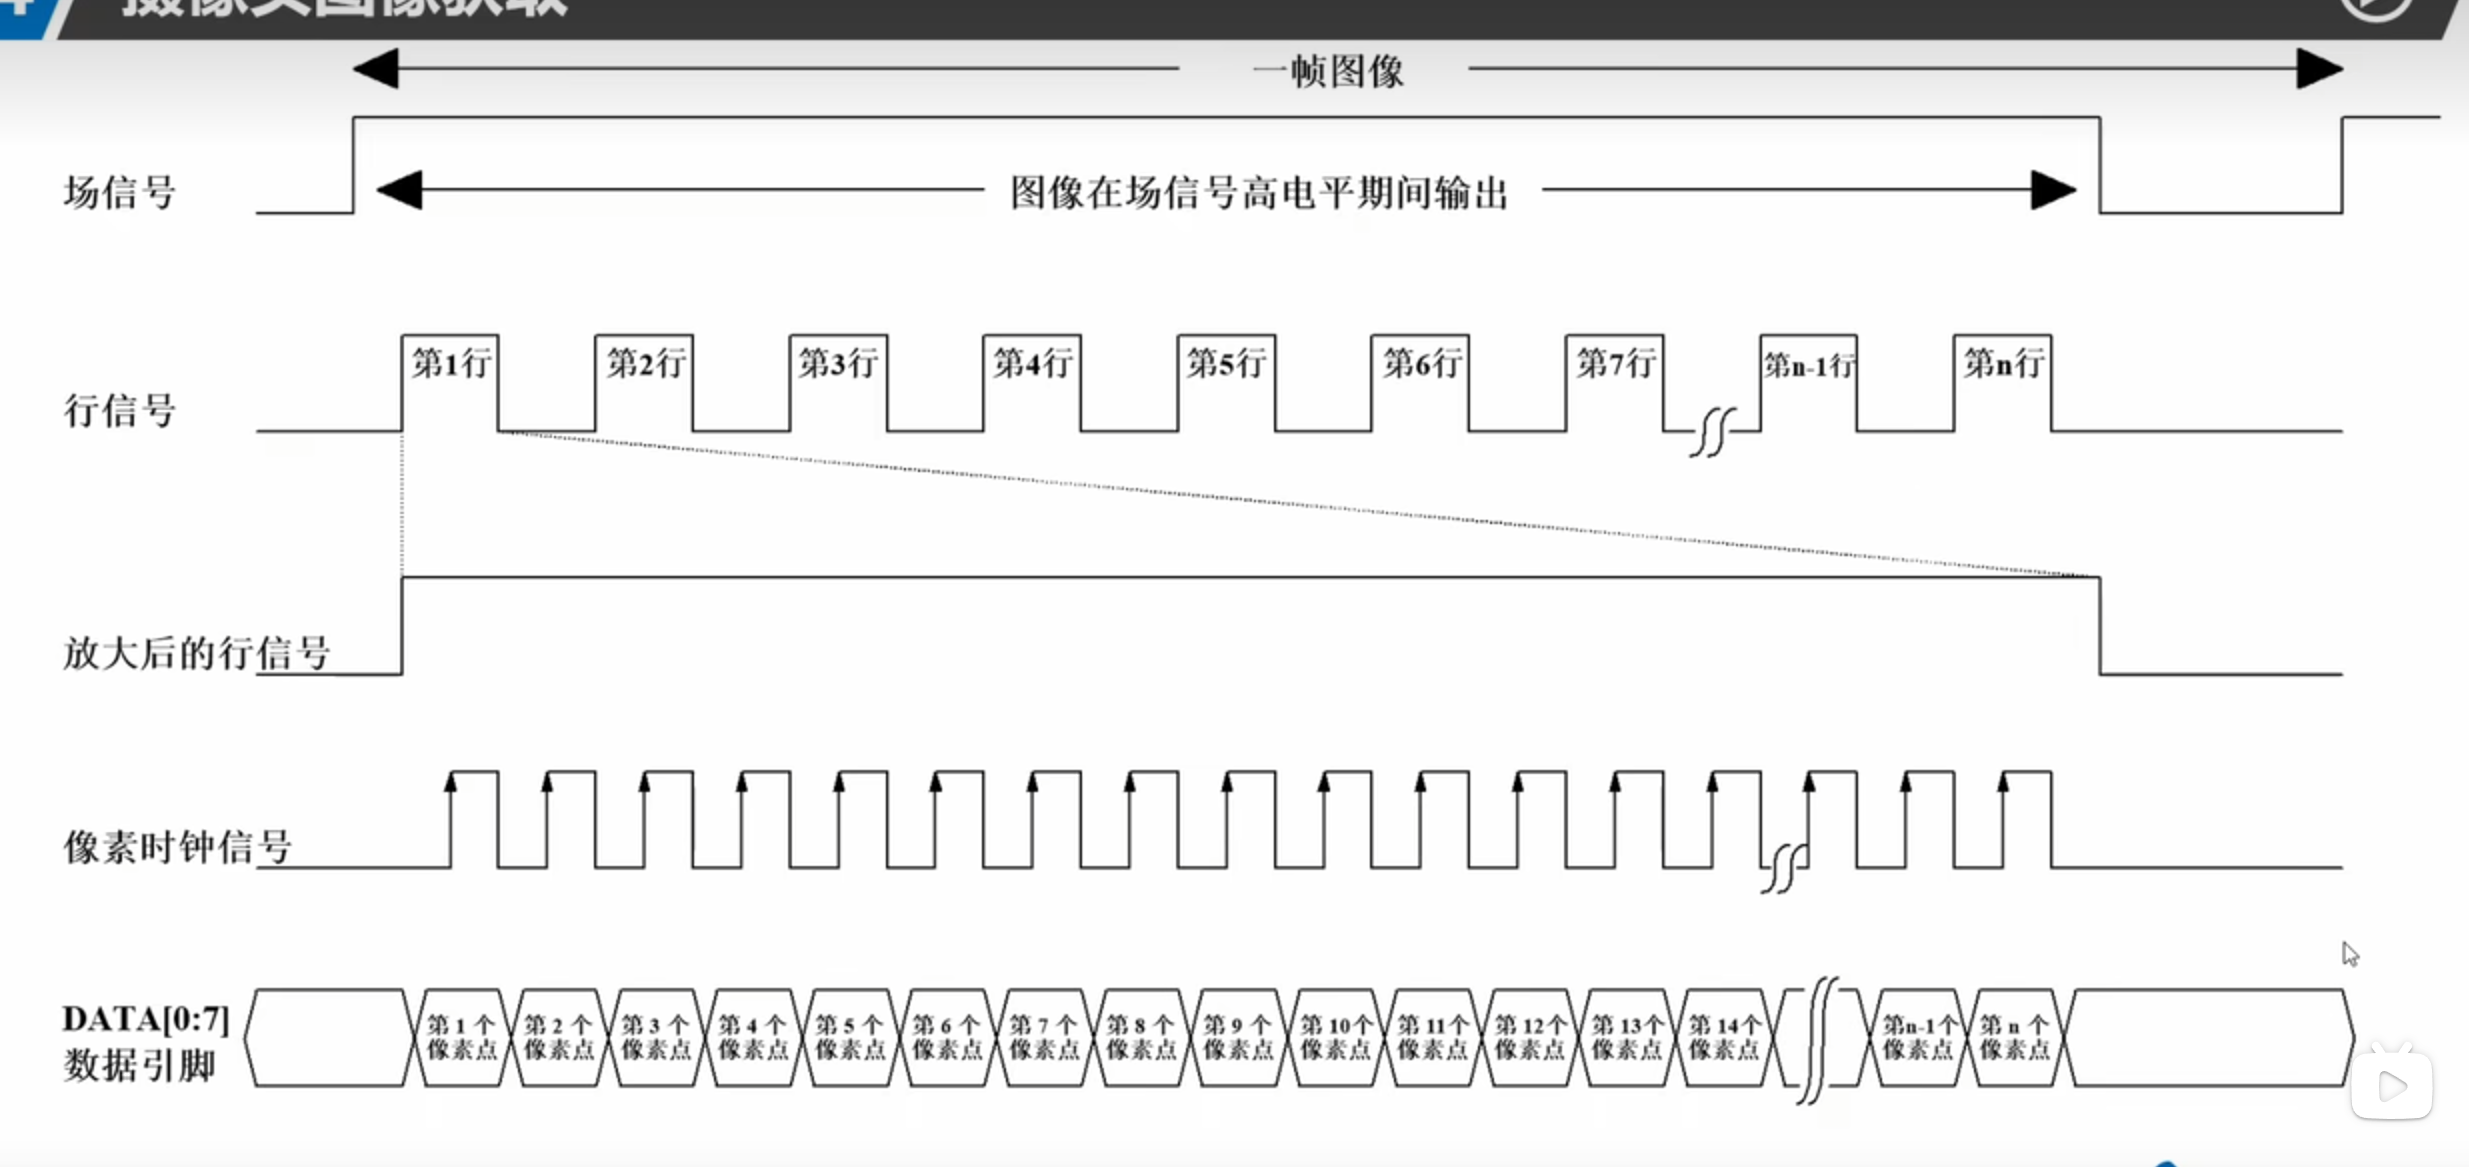 摄像头图像获取
一帧图像
场信号
图像在场信号高电平期间输出
第1行 第2行 第3行 第4行 第5行 第6行 第7行 第n-1行 第n行
行信号
放大后的行信号
像素时钟信号
DATA[0:7]
数据引脚
第 1 个
像素点
第 2 个
像素点
第 3 个
像素点
第 4 个
像素点
第 5 个
像素点
第 6 个
像素点
第 7 个
像素点
第 8 个
像素点
第 9 个
像素点
第 10个
像素点
第 11个
像素点
第 12个
像素点
第 13个
像素点
第 14个
像素点
第n-1个
像素点
第 n 个
像素点